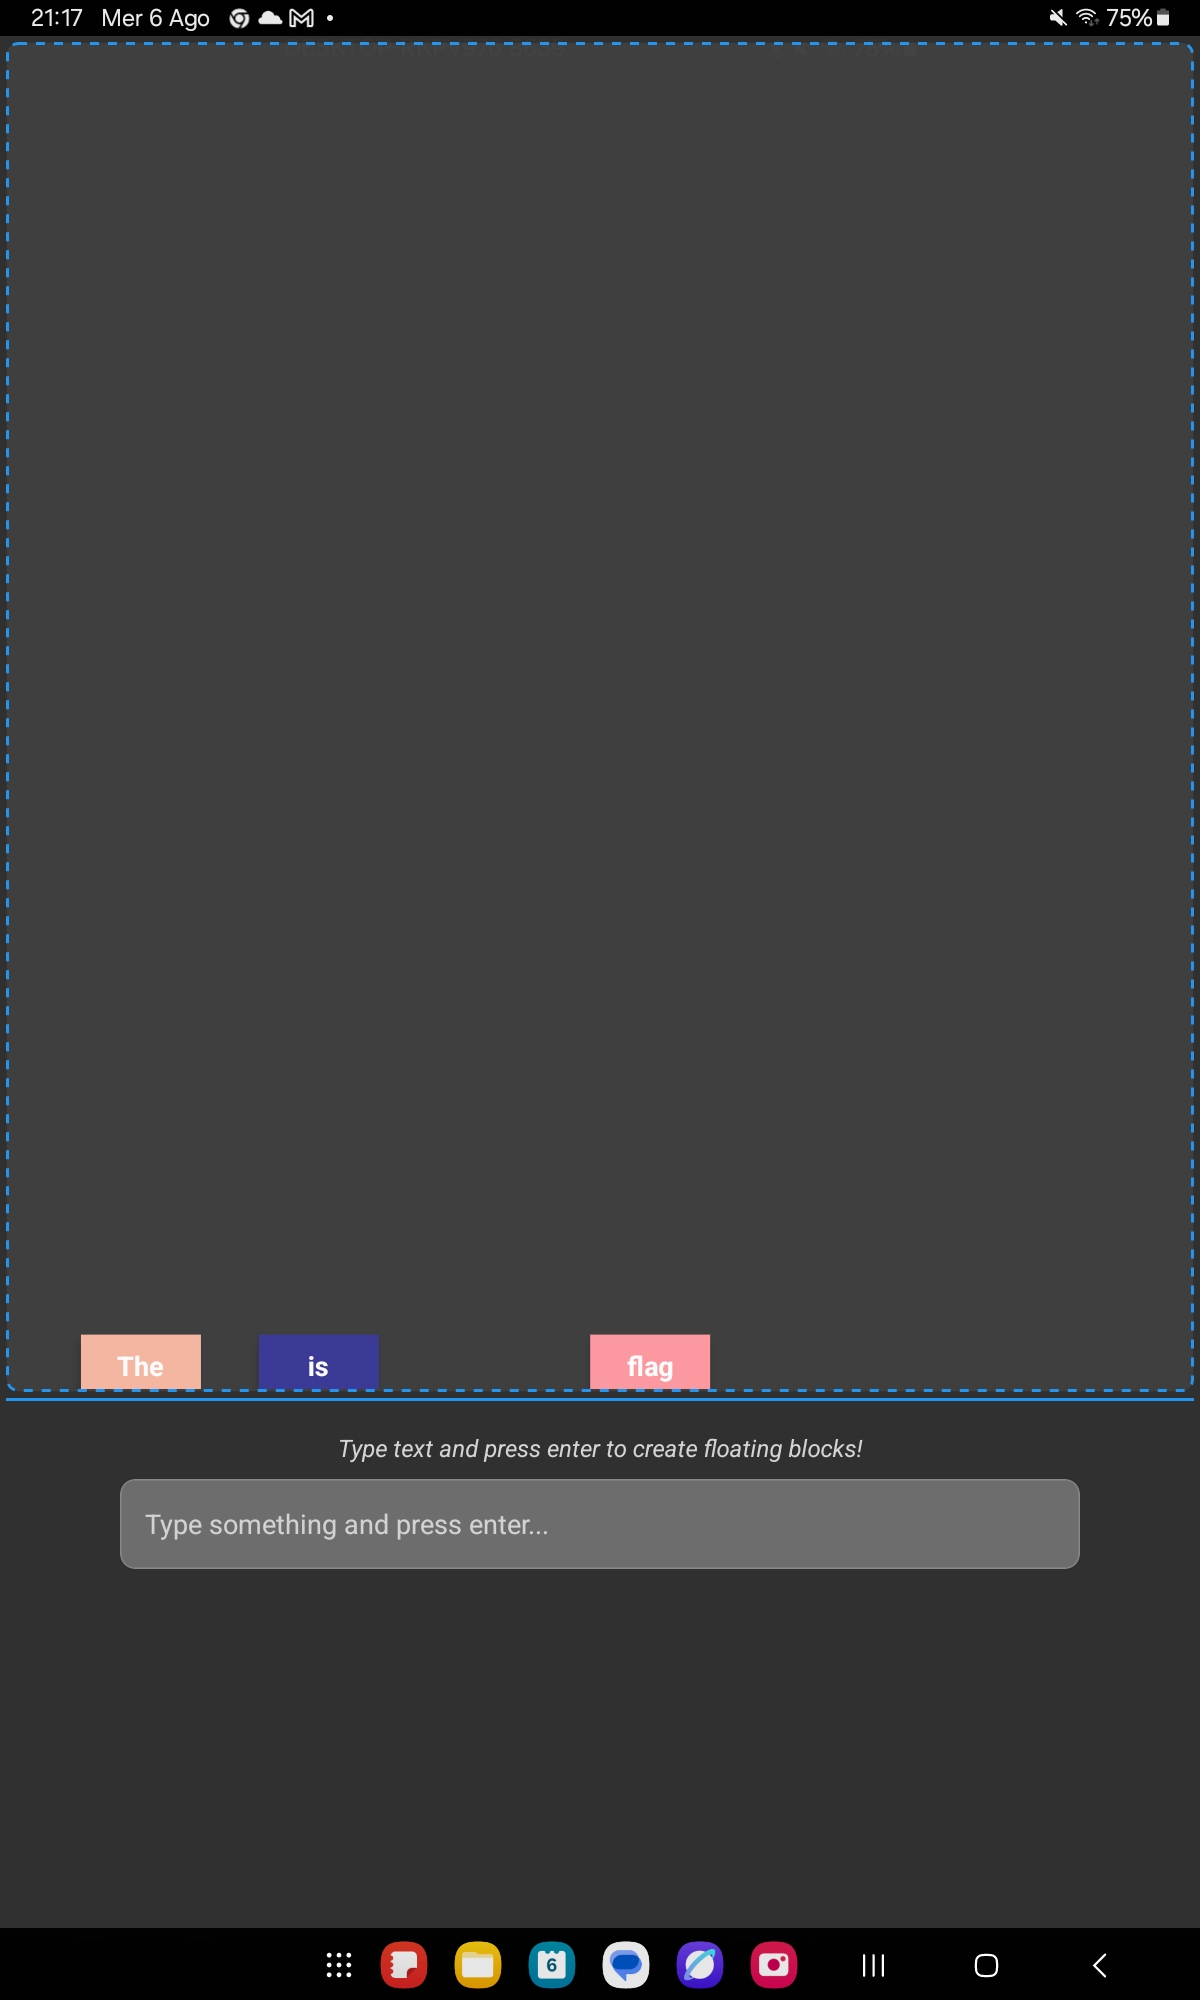 21:17 Mer 6 Ago 75%
The is flag
Type text and press enter to create floating blocks!
Type something and press enter...
6